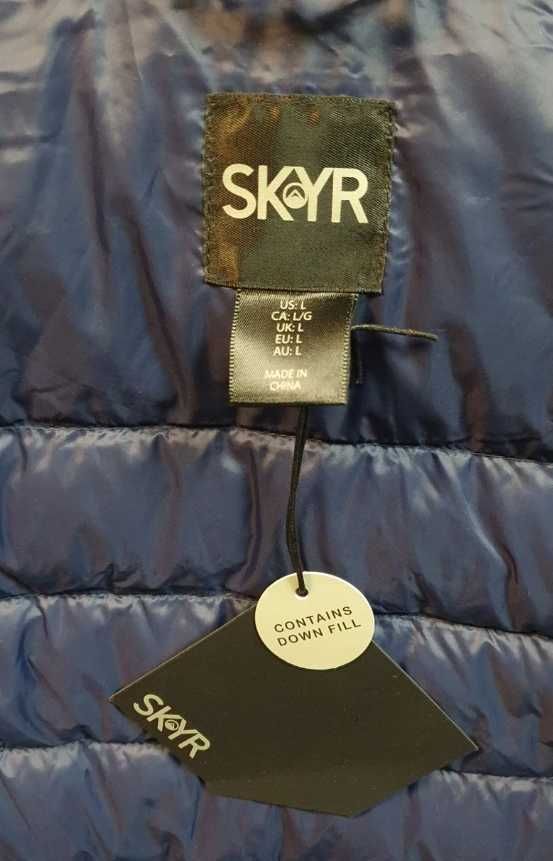 SKYR
US: L
CA: L/G
UK: L
EU: L
AU: L
MADE IN
CHINA
CONTAINS
DOWN FILL
SKYR